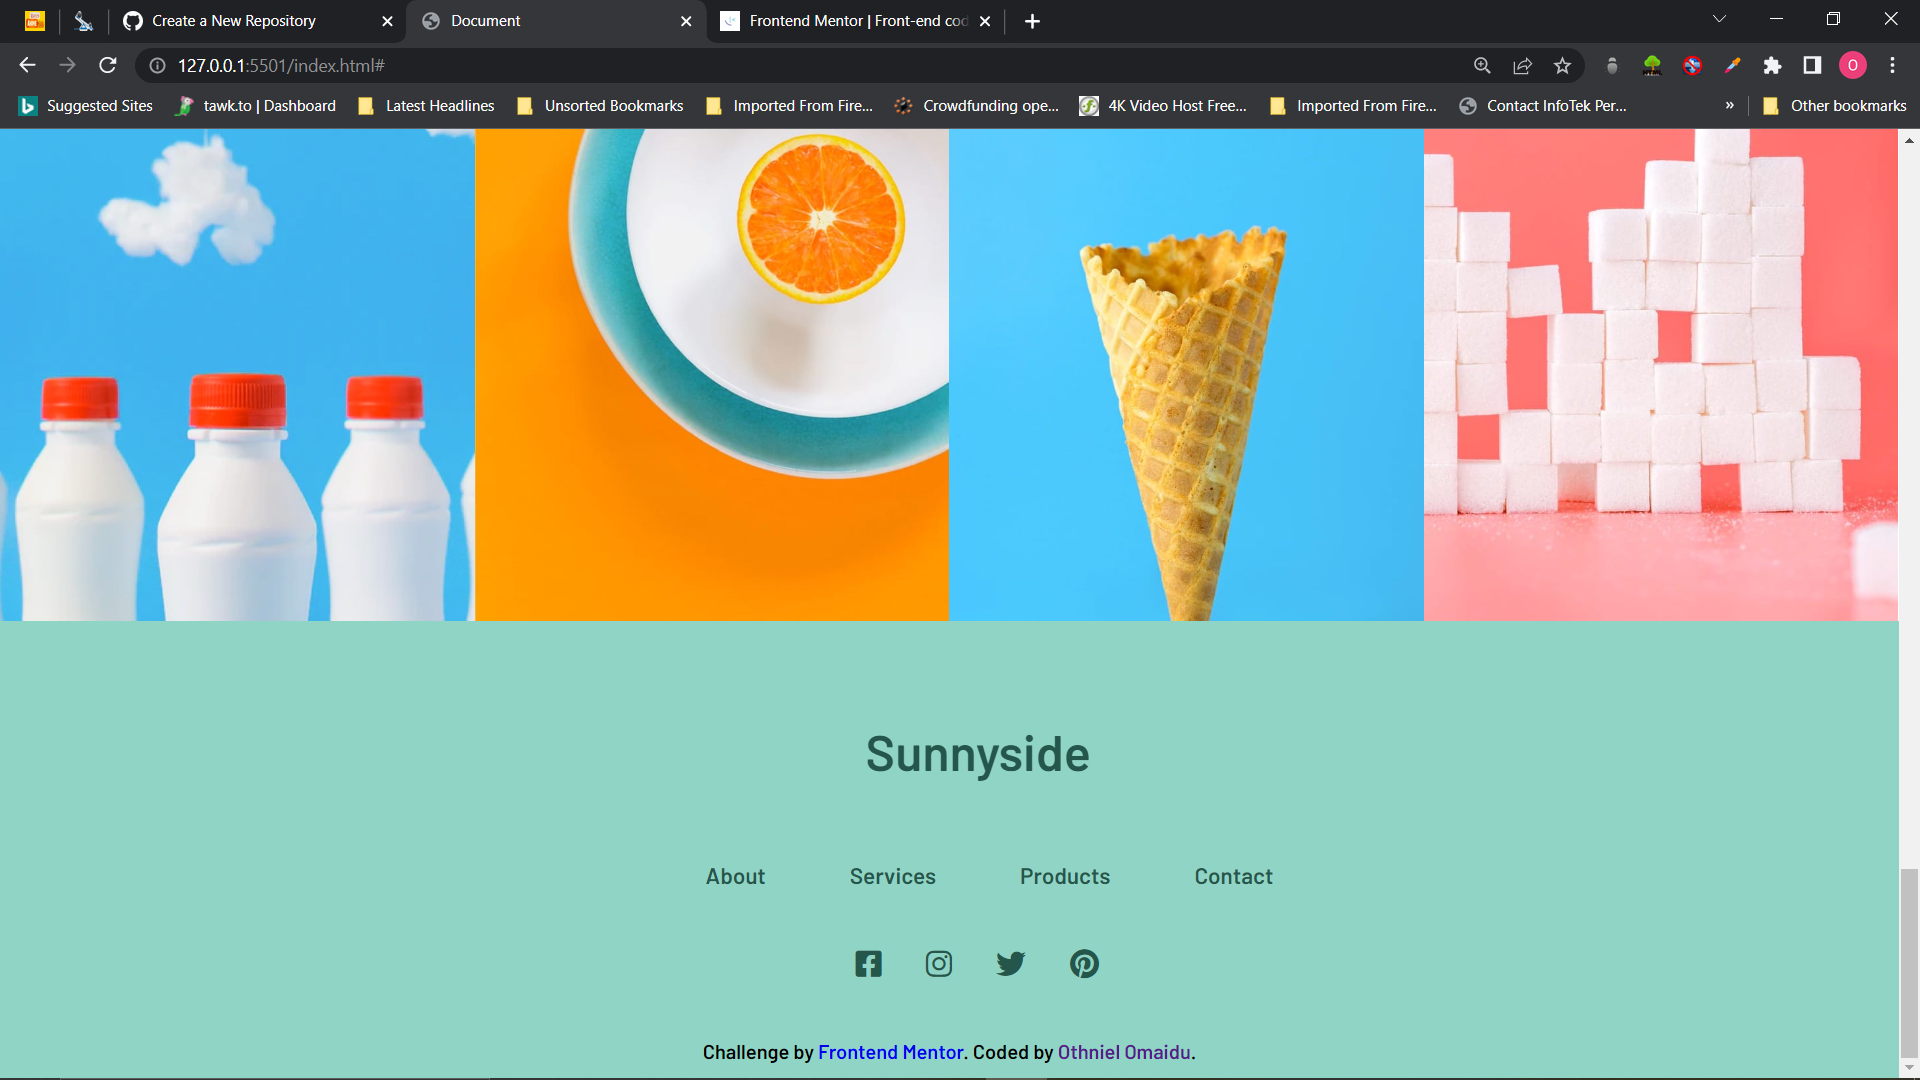 Create a New Repository
Document
Frontend Mentor | Front-end cod
127.0.0.1:5501/index.html#
O
Suggested Sites
tawk.to | Dashboard
Latest Headlines
Unsorted Bookmarks
Imported From Fire...
Crowdfunding ope...
4K Video Host Free...
Imported From Fire...
Contact InfoTek Per...
»
Other bookmarks
Sunnyside
About Services Products Contact
Challenge by Frontend Mentor. Coded by Othniel Omaidu.